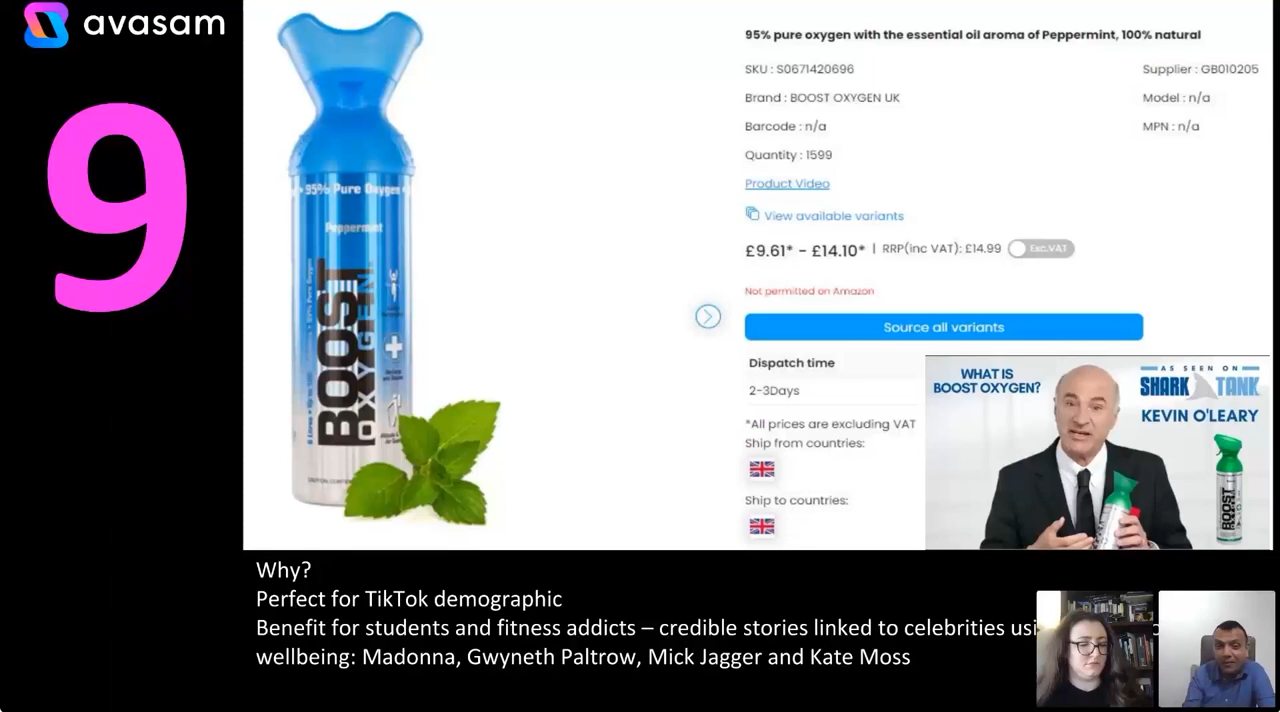 avasam
9
95% Pure Oxygen
Peppermint
BOOST
OXYGEN
95% pure oxygen with the essential oil aroma of Peppermint, 100% natural
SKU : S0671420696
Supplier : GB010205
Brand : BOOST OXYGEN UK
Model : n/a
Barcode : n/a
MPN : n/a
Quantity : 1599
Product Video
View available variants
£9.61* - £14.10* | RRP(inc VAT): £14.99 Exc.VAT
Not permitted on Amazon
Source all variants
Dispatch time
2-3Days
*All prices are excluding VAT
Ship from countries:
Ship to countries:
WHAT IS
BOOST OXYGEN?
AS SEEN ON
SHARK TANK
KEVIN O'LEARY
BOOST
Why?
Perfect for TikTok demographic
Benefit for students and fitness addicts – credible stories linked to celebrities
wellbeing: Madonna, Gwyneth Paltrow, Mick Jagger and Kate Moss